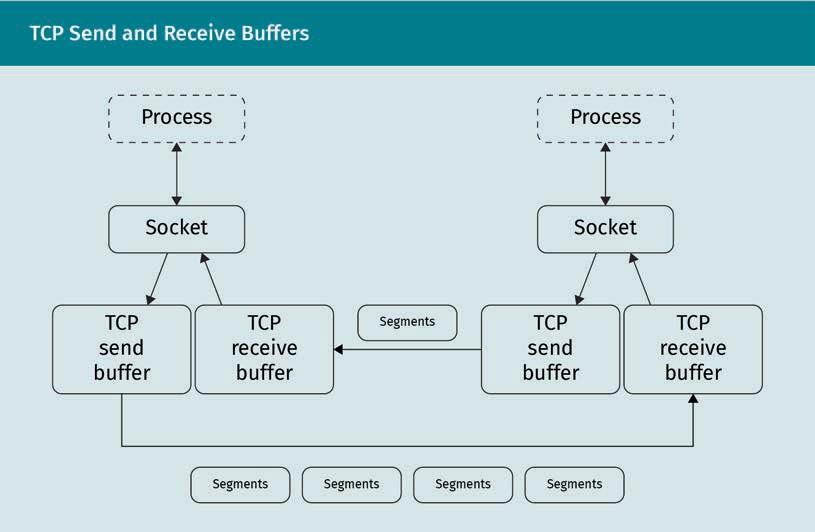 TCP Send and Receive Buffers
Process
Process
Socket
Socket
TCP
send
buffer
TCP
receive
buffer
Segments
TCP
send
buffer
TCP
receive
buffer
Segments
Segments
Segments
Segments